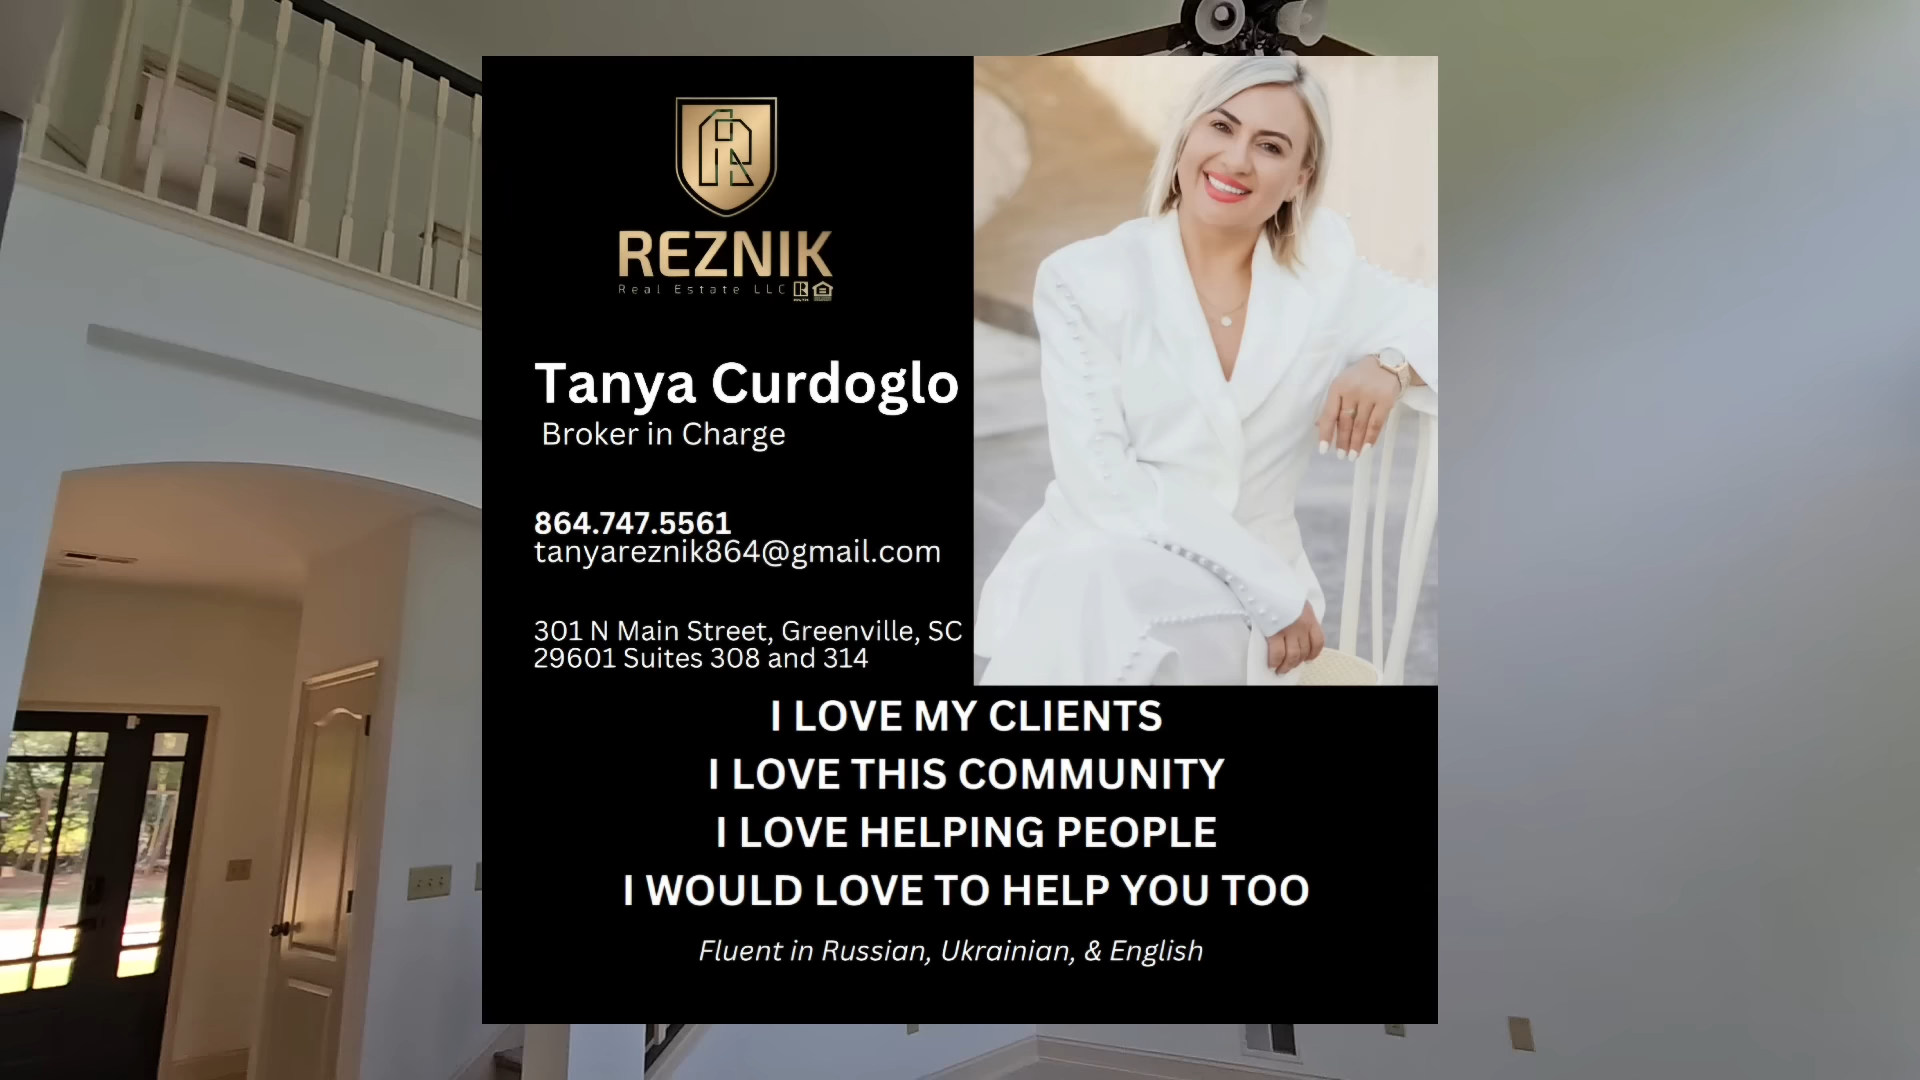 REZNIK
Real Estate LLC
Tanya Curdoglo
Broker in Charge
864.747.5561
tanyareznik864@gmail.com
301 N Main Street, Greenville, SC
29601 Suites 308 and 314
I LOVE MY CLIENTS
I LOVE THIS COMMUNITY
I LOVE HELPING PEOPLE
I WOULD LOVE TO HELP YOU TOO
Fluent in Russian, Ukrainian, & English